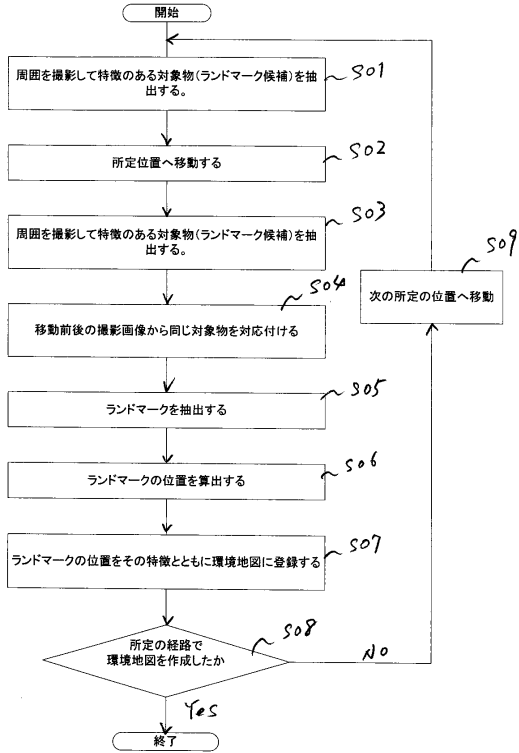 開始
周囲を撮影して特徴のある対象物(ランドマーク候補)を抽
出する。
S01
所定位置へ移動する
S02
周囲を撮影して特徴のある対象物(ランドマーク候補)を抽
出する。
S03
移動前後の撮影画像から同じ対象物を対応付ける
S04
ランドマークを抽出する
S05
ランドマークの位置を算出する
S06
ランドマークの位置をその特徴とともに環境地図に登録する
S07
所定の経路で
環境地図を作成したか
S08
NO
次の所定の位置へ移動
S09
Yes
終了